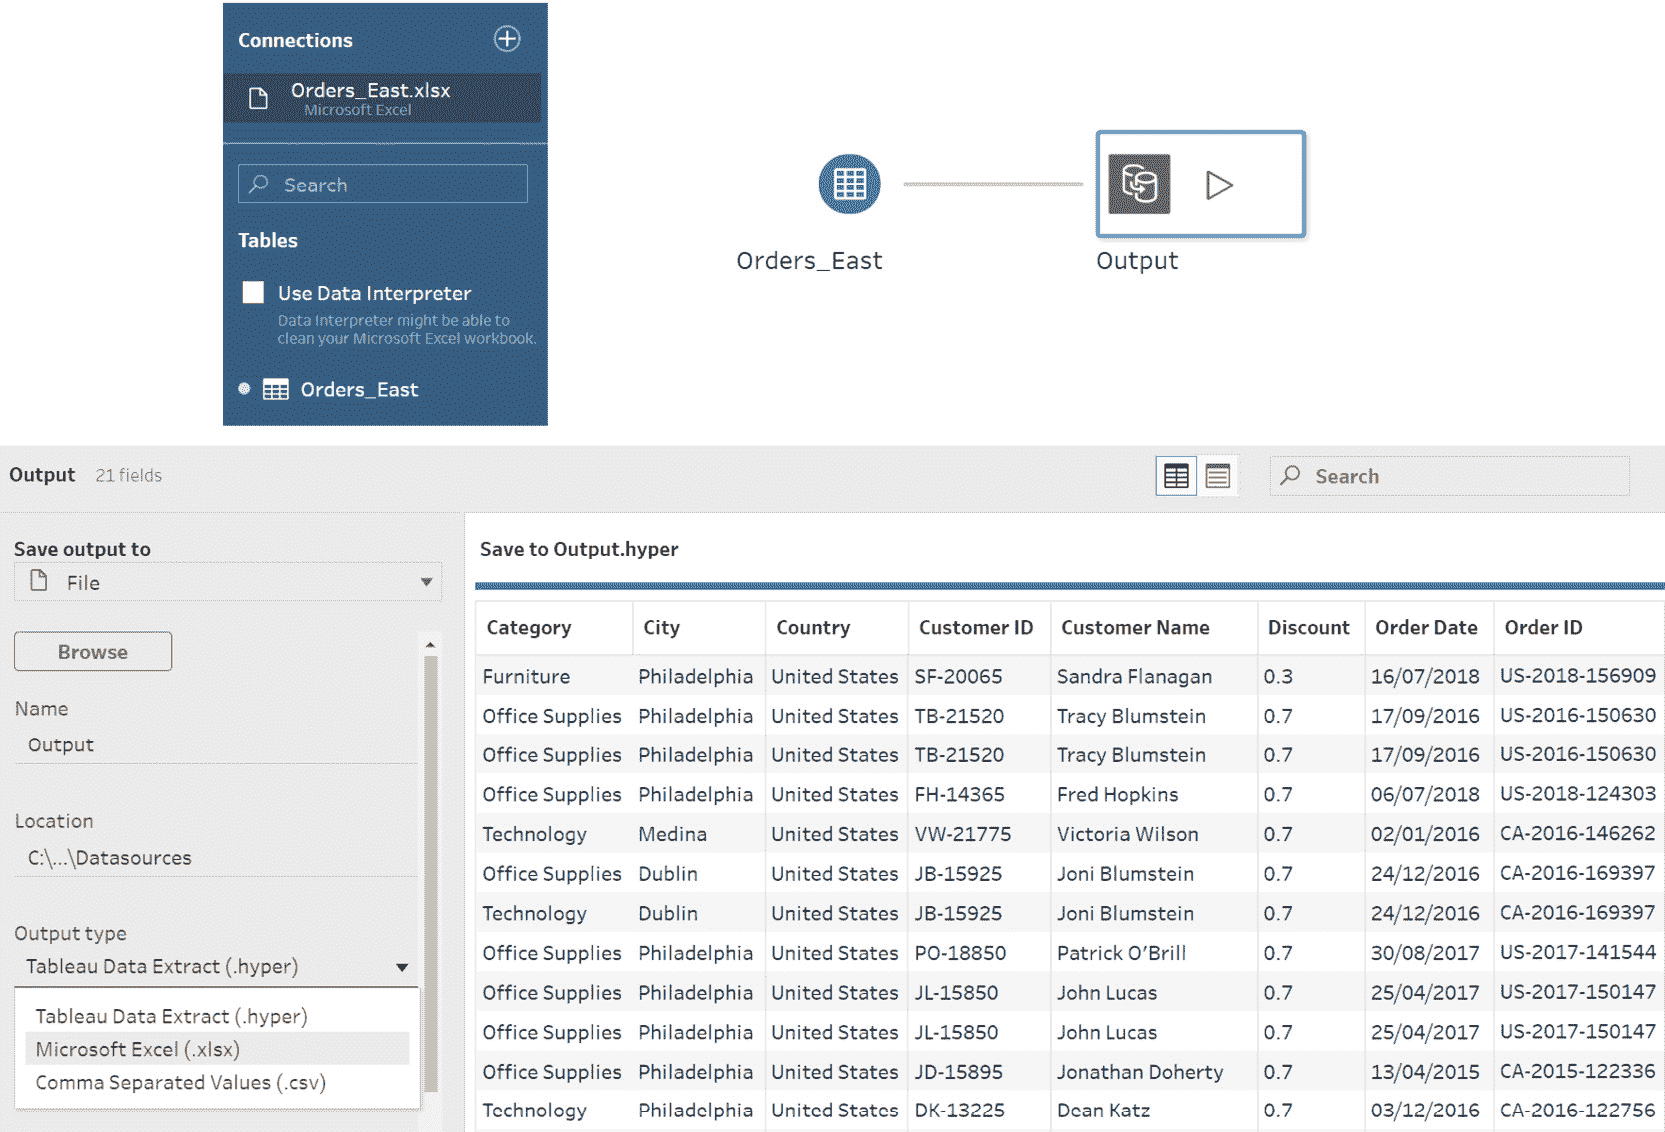 Connections
Orders_East.xlsx
Microsoft Excel
Search
Tables
Use Data Interpreter
Data Interpreter might be able to
clean your Microsoft Excel workbook.
Orders_East
Orders_East
Output
Output 21 fields
Search
Save output to
File
Browse
Name
Output
Location
C:\...\Datasources
Output type
Tableau Data Extract (.hyper)
Tableau Data Extract (.hyper)
Microsoft Excel (.xlsx)
Comma Separated Values (.csv)
Save to Output.hyper
Category City Country Customer ID Customer Name Discount Order Date Order ID
Furniture Philadelphia United States SF-20065 Sandra Flanagan 0.3 16/07/2018 US-2018-156909
Office Supplies Philadelphia United States TB-21520 Tracy Blumstein 0.7 17/09/2016 US-2016-150630
Office Supplies Philadelphia United States TB-21520 Tracy Blumstein 0.7 17/09/2016 US-2016-150630
Office Supplies Philadelphia United States FH-14365 Fred Hopkins 0.7 06/07/2018 US-2018-124303
Technology Medina United States VW-21775 Victoria Wilson 0.7 02/01/2016 CA-2016-146262
Office Supplies Dublin United States JB-15925 Joni Blumstein 0.7 24/12/2016 CA-2016-169397
Technology Dublin United States JB-15925 Joni Blumstein 0.7 24/12/2016 CA-2016-169397
Office Supplies Philadelphia United States PO-18850 Patrick O'Brill 0.7 30/08/2017 US-2017-141544
Office Supplies Philadelphia United States JL-15850 John Lucas 0.7 25/04/2017 US-2017-150147
Office Supplies Philadelphia United States JL-15850 John Lucas 0.7 25/04/2017 US-2017-150147
Office Supplies Philadelphia United States JD-15895 Jonathan Doherty 0.7 13/04/2015 CA-2015-122336
Technology Philadelphia United States DK-13225 Dean Katz 0.7 03/12/2016 CA-2016-122756